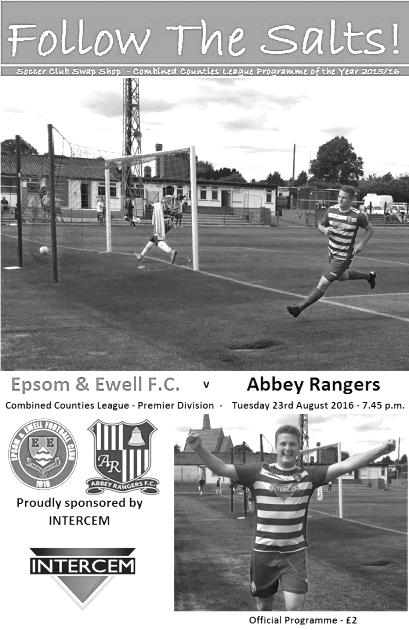 Follow The Salts!
Soccer Club Swap Shop - Combined Counties League Programme of the Year 2015/16
Epsom & Ewell F.C. v Abbey Rangers
Combined Counties League - Premier Division - Tuesday 23rd August 2016 - 7.45 p.m.
EPSOM & EWELL FOOTBALL CLUB
EE
1918
AR
ABBEY RANGERS F.C.
Proudly sponsored by
INTERCEM
INTERCEM
INTERCEM
Official Programme - £2